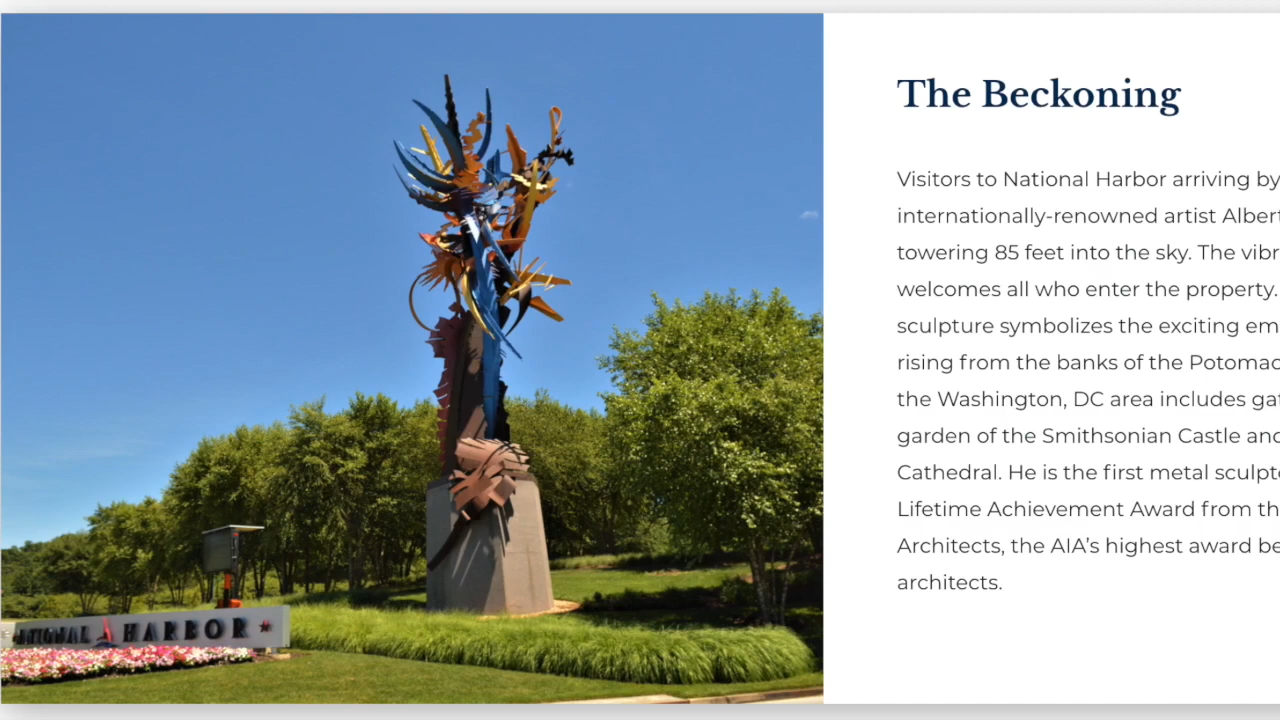 The Beckoning
Visitors to National Harbor arriving by
internationally-renowned artist Albert
towering 85 feet into the sky. The vibr
welcomes all who enter the property.
sculpture symbolizes the exciting em
rising from the banks of the Potomac
the Washington, DC area includes gat
garden of the Smithsonian Castle and
Cathedral. He is the first metal sculpto
Lifetime Achievement Award from th
Architects, the AIA's highest award be
architects.
NATIONAL HARBOR